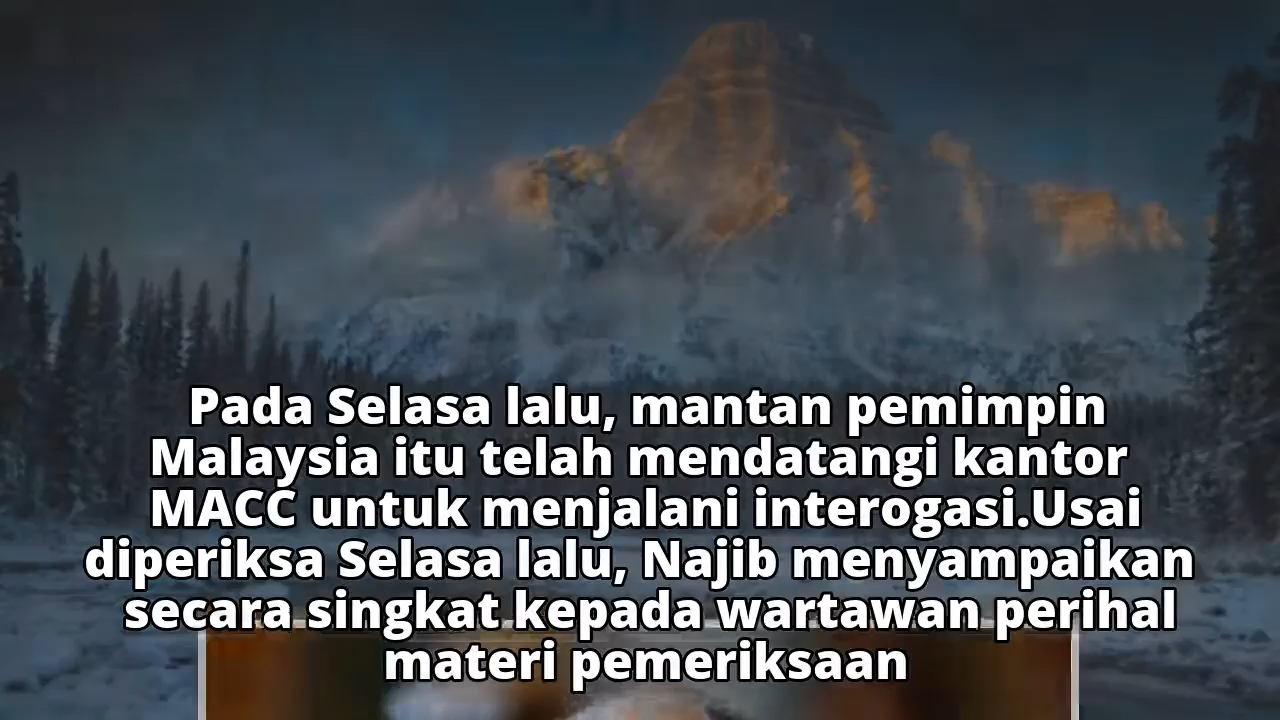 Pada Selasa lalu, mantan pemimpin
Malaysia itu telah mendatangi kantor
MACC untuk menjalani interogasi.Usai
diperiksa Selasa lalu, Najib menyampaikan
secara singkat kepada wartawan perihal
materi pemeriksaan